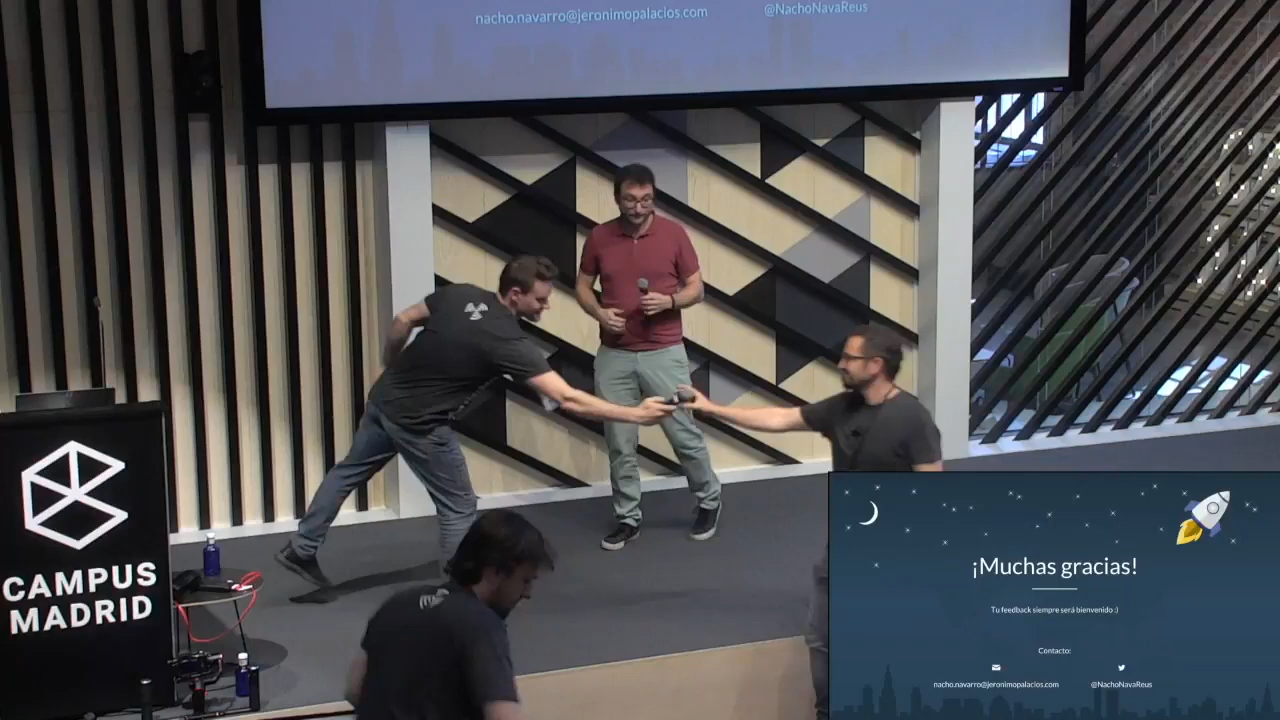 nacho.navarro@jeronimopalacios.com
@NachoNavaReus
CAMPUS
MADRID
¡Muchas gracias!
Tu feedback siempre será bienvenido :)
Contacto:
nacho.navarro@jeronimopalacios.com
@NachoNavaReus